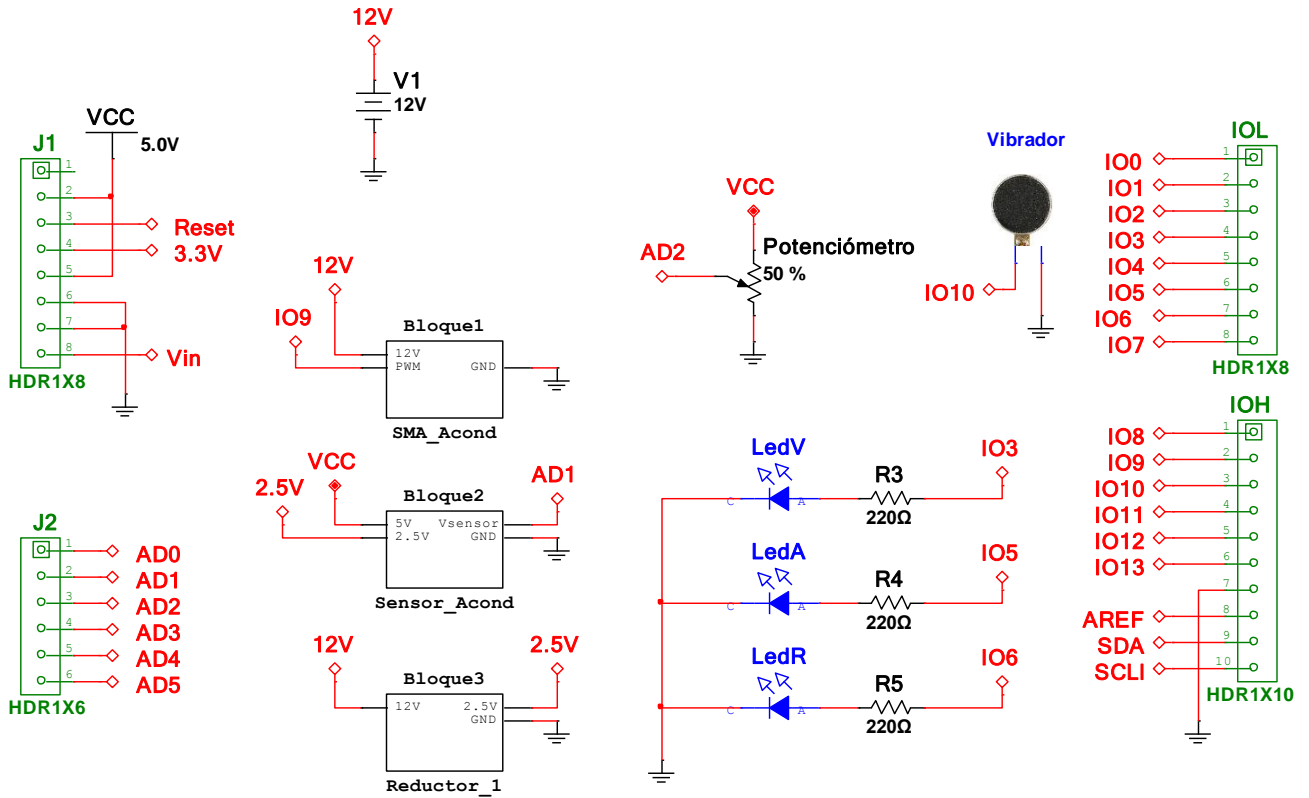 12V
V1
12V
VCC
5.0V
J1
1
2
3
4
5
6
7
8
Reset
3.3V
Vin
HDR1X8
12V
IO9
Bloque1
12V
PWM
GND
SMA_Acond
VCC
2.5V
AD1
Bloque2
5V
2.5V
Vsensor
GND
Sensor_Acond
12V
2.5V
Bloque3
12V
2.5V
GND
Reductor_1
J2
1
2
3
4
5
6
AD0
AD1
AD2
AD3
AD4
AD5
HDR1X6
VCC
AD2
Potenciómetro
50 %
Vibrador
IO10
LedV
C
A
R3
220Ω
IO3
LedA
C
A
R4
220Ω
IO5
LedR
C
A
R5
220Ω
IO6
IOL
IO0 1
IO1 2
IO2 3
IO3 4
IO4 5
IO5 6
IO6 7
IO7 8
HDR1X8
IOH
IO8 1
IO9 2
IO10 3
IO11 4
IO12 5
IO13 6
7
AREF 8
SDA 9
SCLI 10
HDR1X10